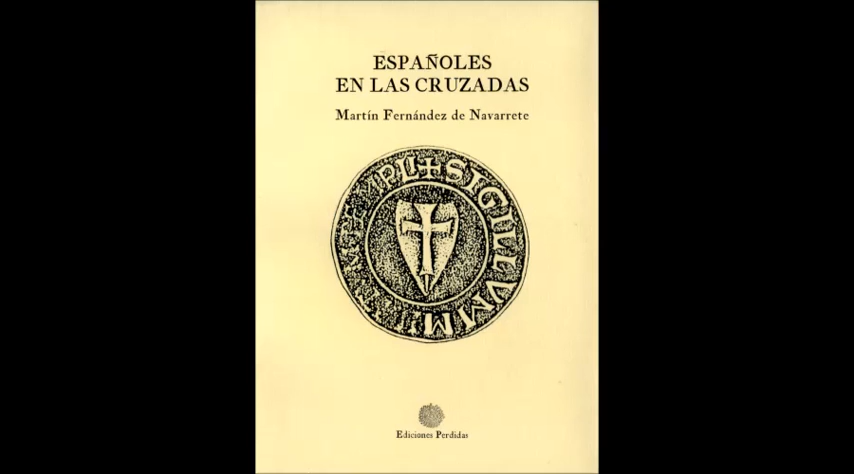 ESPAÑOLES
EN LAS CRUZADAS
Martín Fernández de Navarrete
SIGILLVM
Ediciones Perdidas